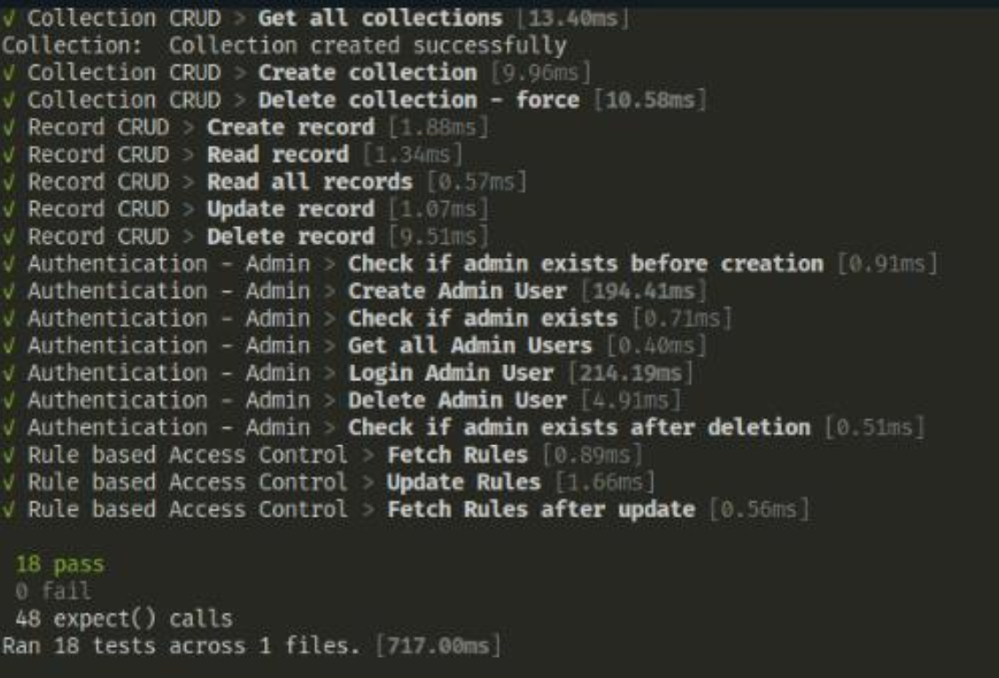 √ Collection CRUD > Get all collections [13.40ms]
Collection:  Collection created successfully
√ Collection CRUD > Create collection [9.96ms]
√ Collection CRUD > Delete collection - force [10.58ms]
√ Record CRUD > Create record [1.88ms]
√ Record CRUD > Read record [1.34ms]
√ Record CRUD > Read all records [0.57ms]
√ Record CRUD > Update record [1.07ms]
√ Record CRUD > Delete record [9.51ms]
√ Authentication - Admin > Check if admin exists before creation [0.91ms]
√ Authentication - Admin > Create Admin User [194.41ms]
√ Authentication - Admin > Check if admin exists [0.71ms]
√ Authentication - Admin > Get all Admin Users [0.40ms]
√ Authentication - Admin > Login Admin User [214.19ms]
√ Authentication - Admin > Delete Admin User [4.91ms]
√ Authentication - Admin > Check if admin exists after deletion [0.51ms]
√ Rule based Access Control > Fetch Rules [0.89ms]
√ Rule based Access Control > Update Rules [1.66ms]
√ Rule based Access Control > Fetch Rules after update [0.56ms]
18 pass
0 fail
48 expect() calls
Ran 18 tests across 1 files. [717.00ms]